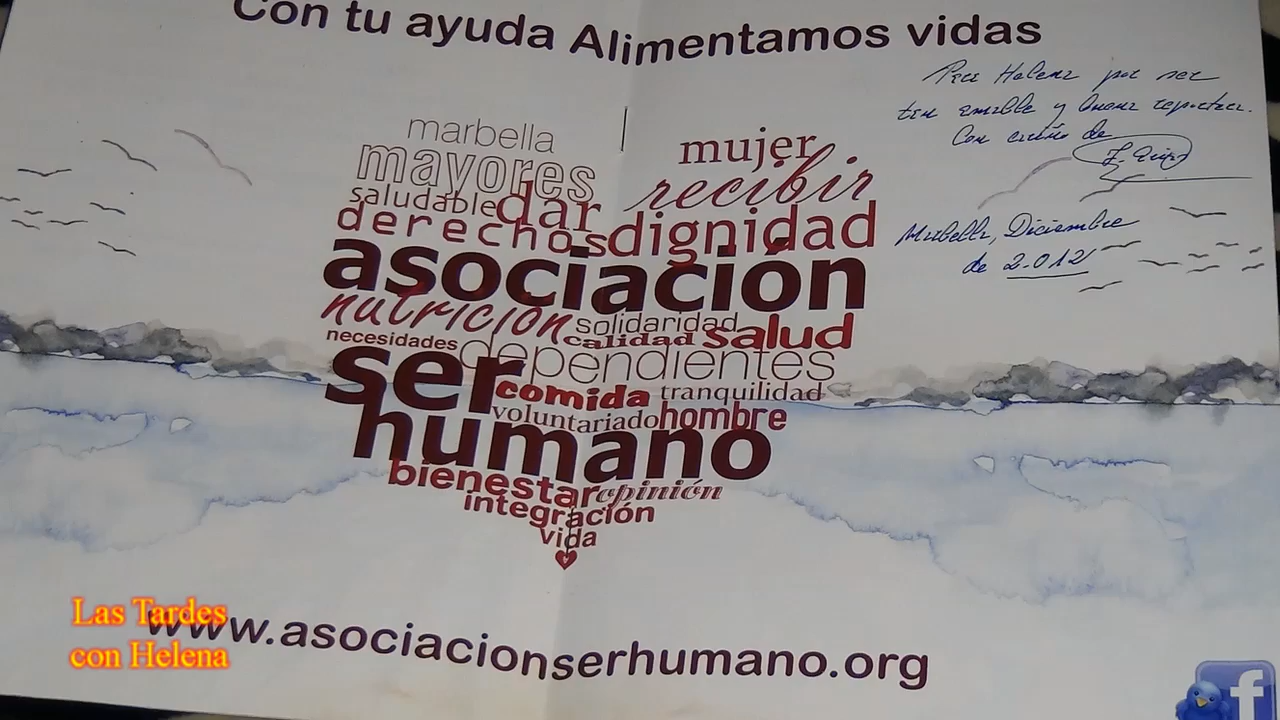 Con tu ayuda Alimentamos vidas
Para Helena por ser
tan amable y buena reportera.
Con cariño de
Marbella, Diciembre
de 2.012
marbella
mayores
mujer
recibir
saludable dar
derechos dignidad
asociación
nutrición solidaridad
necesidades calidad salud
ser dependientes
comida tranquilidad
voluntariado hombre
humano
bienestar opinión
integración
vida
www.asociacionserhumano.org
Las Tardes
con Helena
f